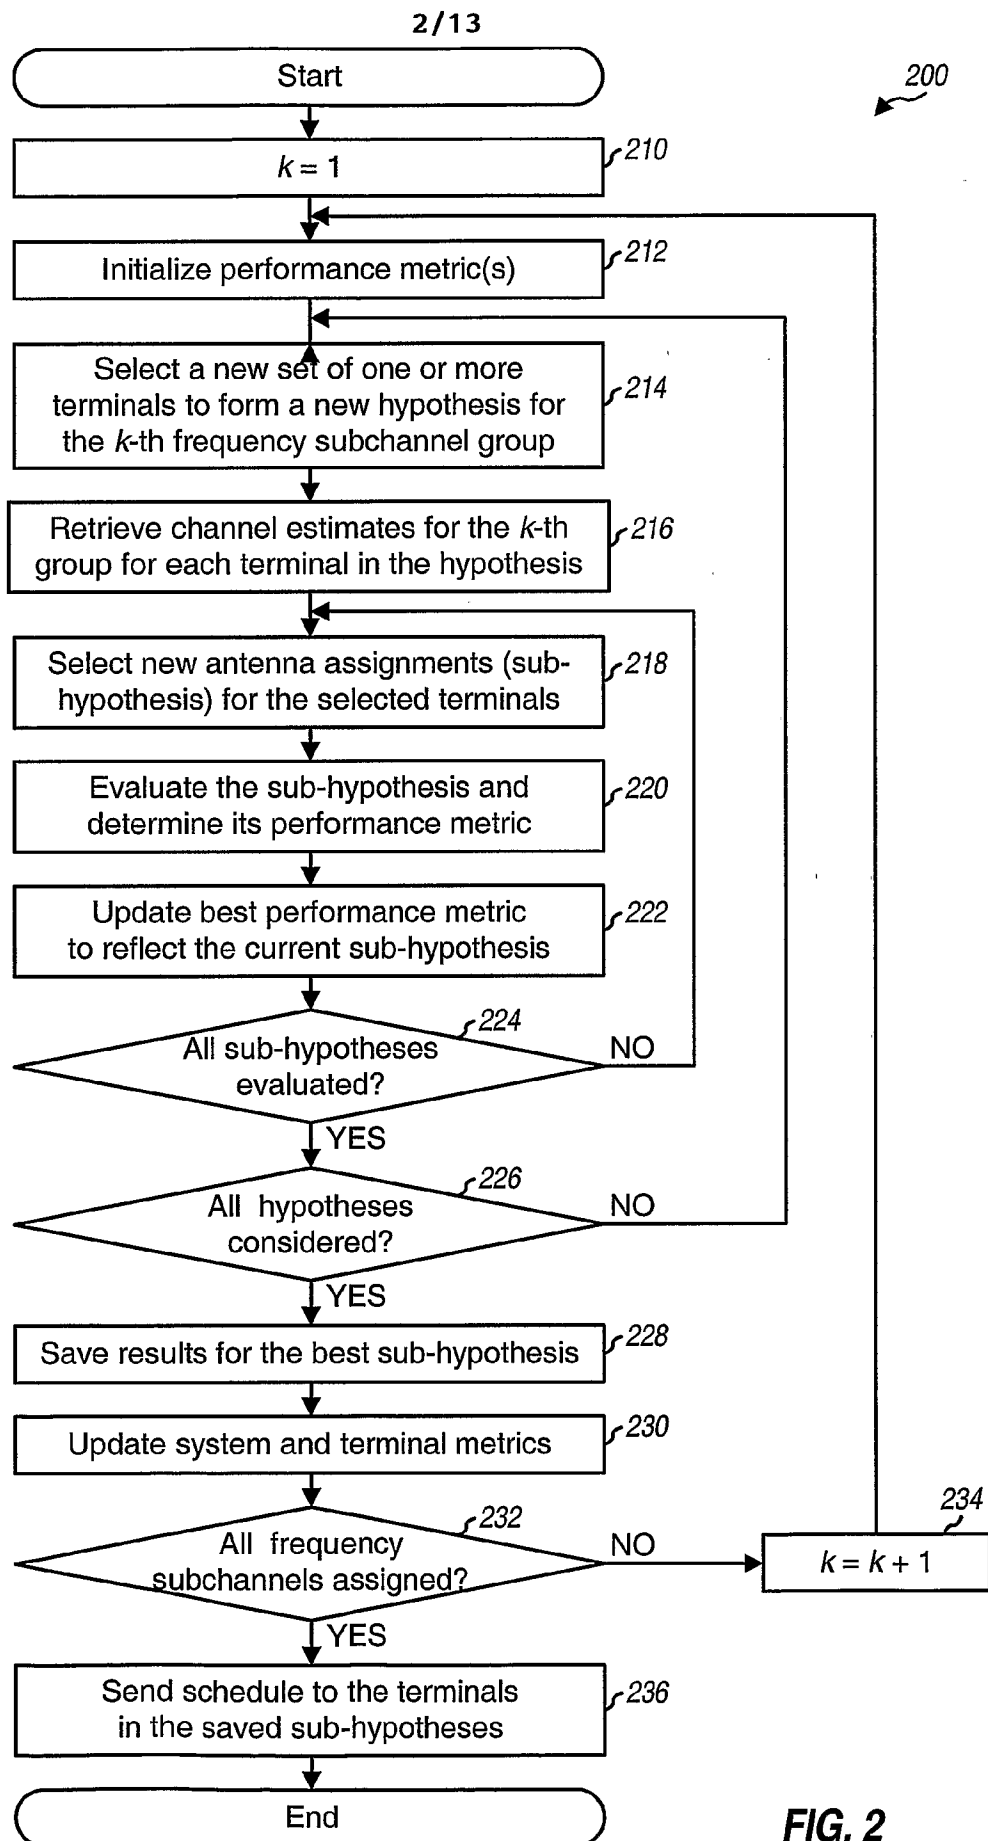 2/13
Start
200
k = 1
210
Initialize performance metric(s)
212
Select a new set of one or more
terminals to form a new hypothesis for
the k-th frequency subchannel group
214
Retrieve channel estimates for the k-th
group for each terminal in the hypothesis
216
Select new antenna assignments (sub-
hypothesis) for the selected terminals
218
Evaluate the sub-hypothesis and
determine its performance metric
220
Update best performance metric
to reflect the current sub-hypothesis
222
224
All sub-hypotheses
evaluated?
NO
YES
226
All hypotheses
considered?
NO
YES
Save results for the best sub-hypothesis
228
Update system and terminal metrics
230
232
All frequency
subchannels assigned?
NO
234
k = k + 1
YES
Send schedule to the terminals
in the saved sub-hypotheses
236
End
FIG. 2